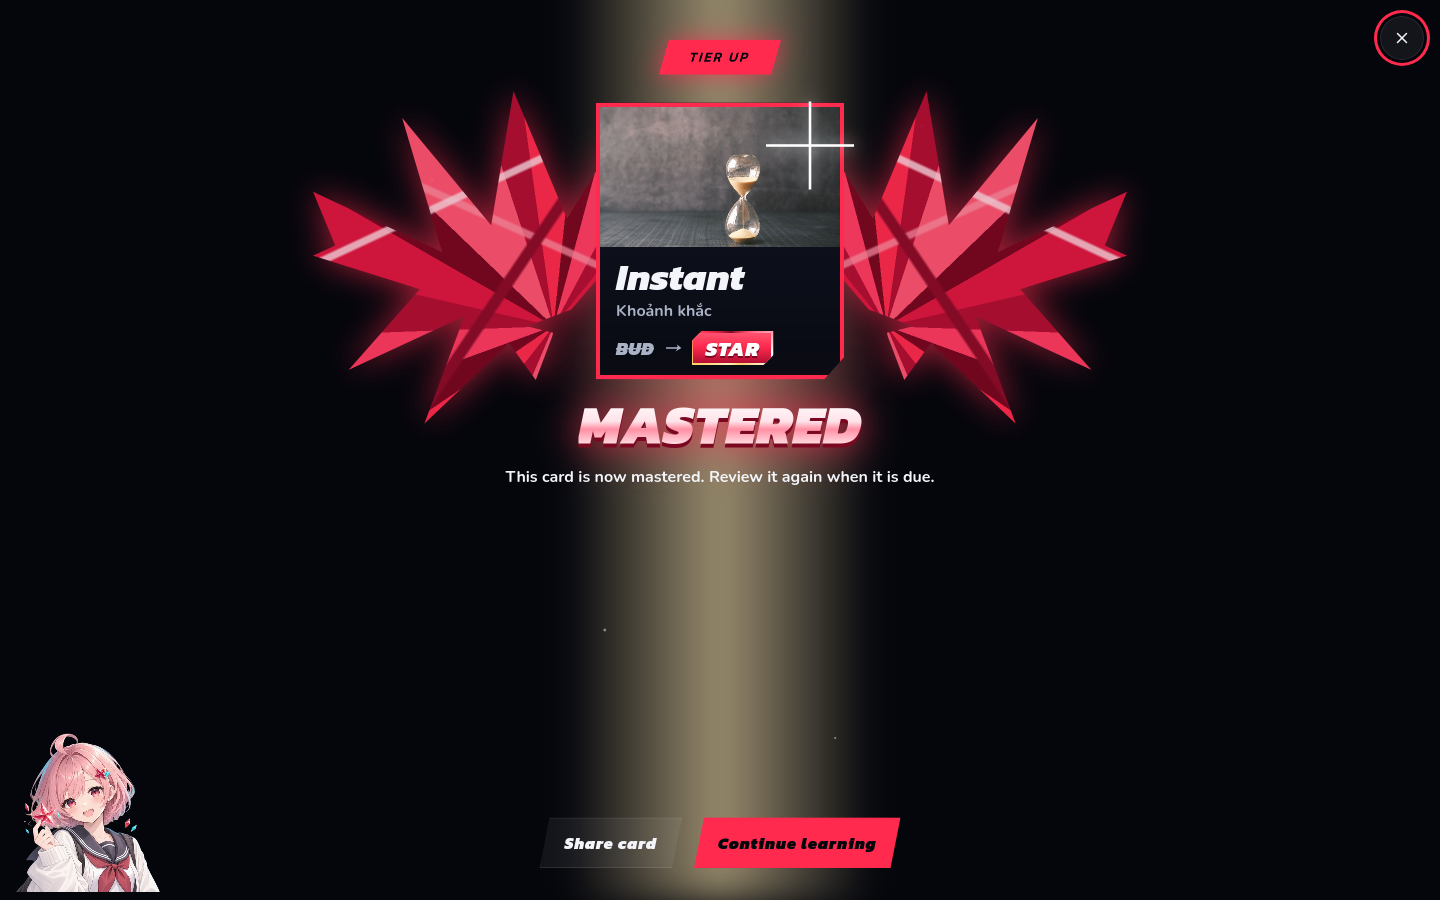 TIER UP
Instant
Khoảnh khắc
BUD → STAR
MASTERED
This card is now mastered. Review it again when it is due.
Share card
Continue learning